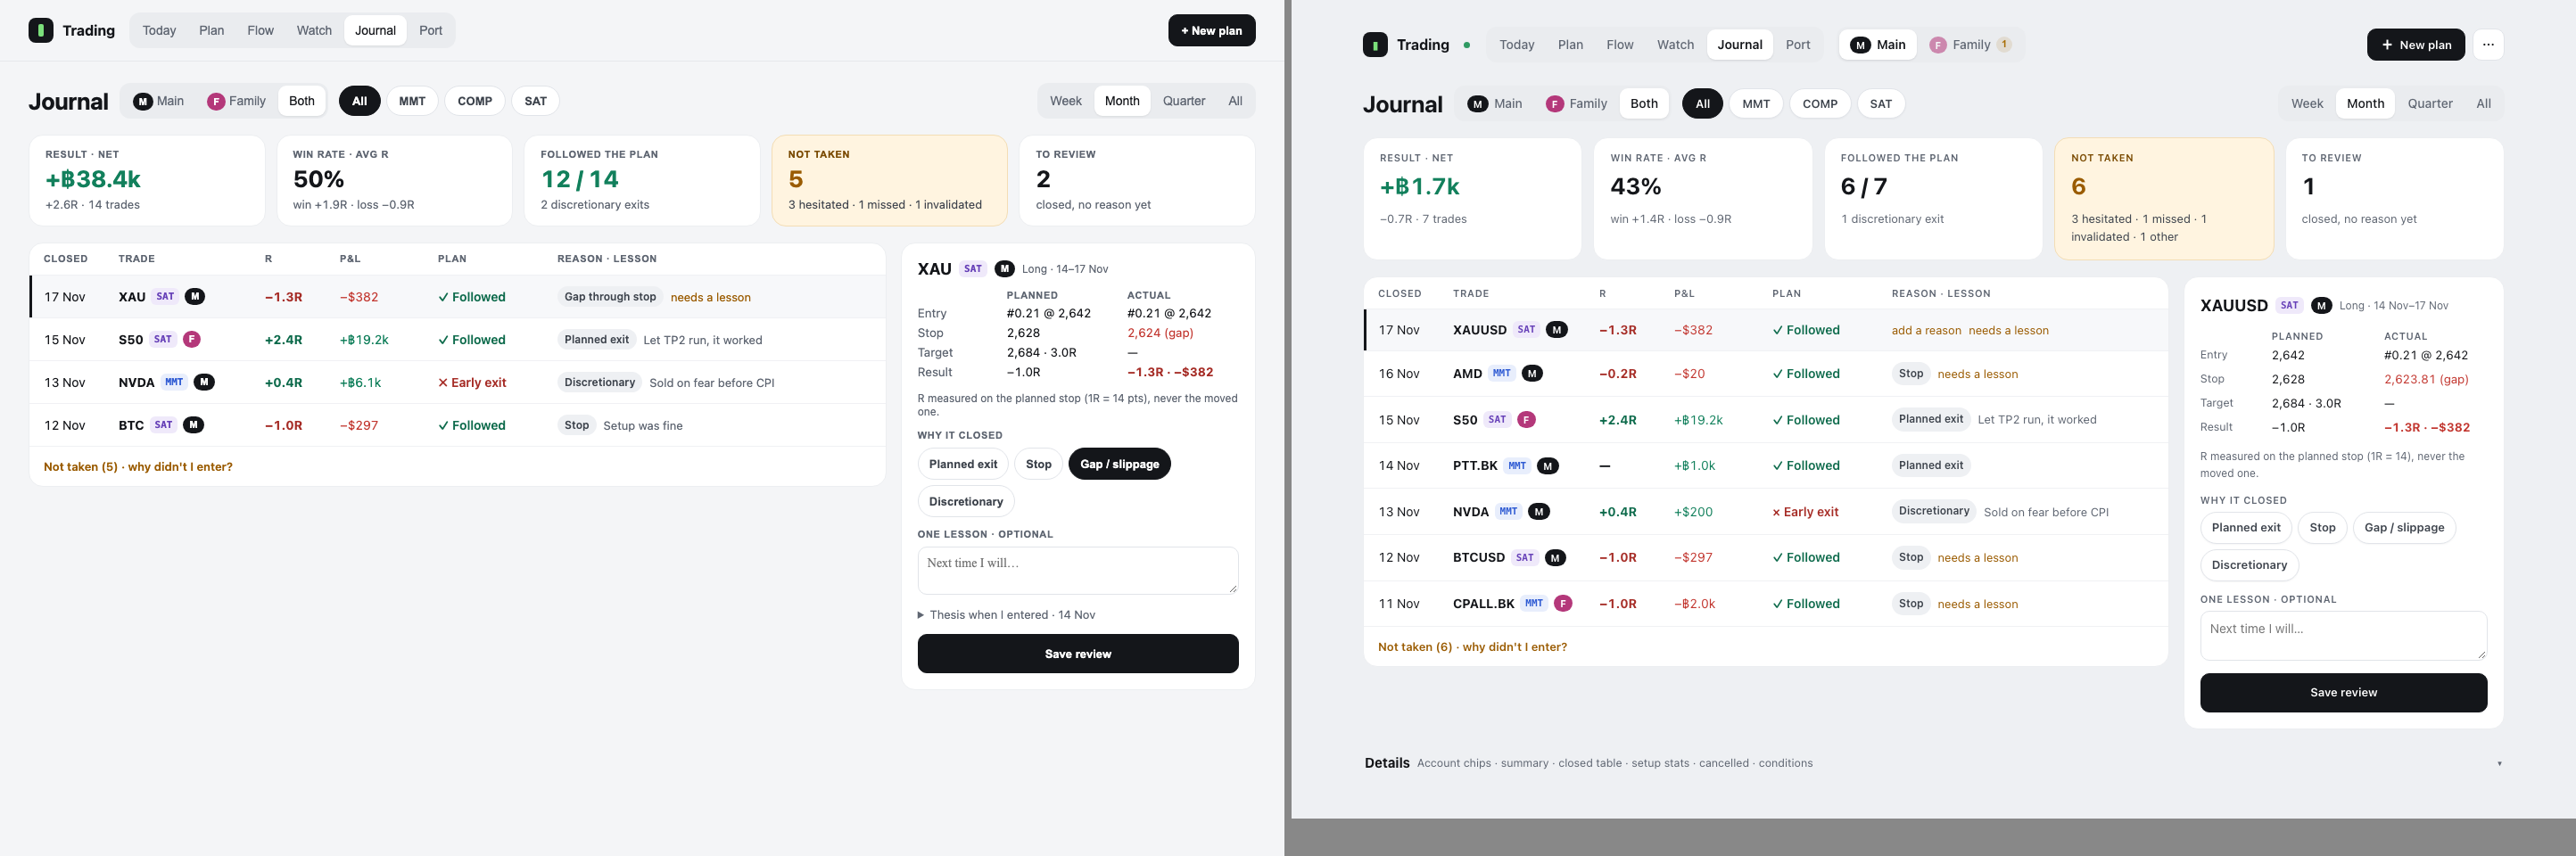 Trading Today Plan Flow Watch Journal Port + New plan
Journal M Main F Family Both All MMT COMP SAT Week Month Quarter All
RESULT · NET
+฿38.4k
+2.6R · 14 trades
WIN RATE · AVG R
50%
win +1.9R · loss −0.9R
FOLLOWED THE PLAN
12 / 14
2 discretionary exits
NOT TAKEN
5
3 hesitated · 1 missed · 1 invalidated
TO REVIEW
2
closed, no reason yet
CLOSED TRADE R P&L PLAN REASON · LESSON
17 Nov XAU SAT M −1.3R −$382 ✓ Followed Gap through stop needs a lesson
15 Nov S50 SAT F +2.4R +฿19.2k ✓ Followed Planned exit Let TP2 run, it worked
13 Nov NVDA MMT M +0.4R +฿6.1k ✕ Early exit Discretionary Sold on fear before CPI
12 Nov BTC SAT M −1.0R −$297 ✓ Followed Stop Setup was fine
Not taken (5) · why didn't I enter?
XAU SAT M Long · 14–17 Nov
PLANNED ACTUAL
Entry #0.21 @ 2,642 #0.21 @ 2,642
Stop 2,628 2,624 (gap)
Target 2,684 · 3.0R —
Result −1.0R −1.3R · −$382
R measured on the planned stop (1R = 14 pts), never the moved
one.
WHY IT CLOSED
Planned exit Stop Gap / slippage
Discretionary
ONE LESSON · OPTIONAL
Next time I will…
▶ Thesis when I entered · 14 Nov
Save review
Trading Today Plan Flow Watch Journal Port M Main F Family 1 + New plan ···
Journal M Main F Family Both All MMT COMP SAT Week Month Quarter All
RESULT · NET
+฿1.7k
−0.7R · 7 trades
WIN RATE · AVG R
43%
win +1.4R · loss −0.9R
FOLLOWED THE PLAN
6 / 7
1 discretionary exit
NOT TAKEN
6
3 hesitated · 1 missed · 1
invalidated · 1 other
TO REVIEW
1
closed, no reason yet
CLOSED TRADE R P&L PLAN REASON · LESSON
17 Nov XAUUSD SAT M −1.3R −$382 ✓ Followed add a reason needs a lesson
16 Nov AMD MMT M −0.2R −$20 ✓ Followed Stop needs a lesson
15 Nov S50 SAT F +2.4R +฿19.2k ✓ Followed Planned exit Let TP2 run, it worked
14 Nov PTT.BK MMT M — +฿1.0k ✓ Followed Planned exit
13 Nov NVDA MMT M +0.4R +$200 × Early exit Discretionary Sold on fear before CPI
12 Nov BTCUSD SAT M −1.0R −$297 ✓ Followed Stop needs a lesson
11 Nov CPALL.BK MMT F −1.0R −฿2.0k ✓ Followed Stop needs a lesson
Not taken (6) · why didn't I enter?
XAUUSD SAT M Long · 14 Nov–17 Nov
PLANNED ACTUAL
Entry 2,642 #0.21 @ 2,642
Stop 2,628 2,623.81 (gap)
Target 2,684 · 3.0R —
Result −1.0R −1.3R · −$382
R measured on the planned stop (1R = 14), never the
moved one.
WHY IT CLOSED
Planned exit Stop Gap / slippage
Discretionary
ONE LESSON · OPTIONAL
Next time I will…
Save review
Details Account chips · summary · closed table · setup stats · cancelled · conditions